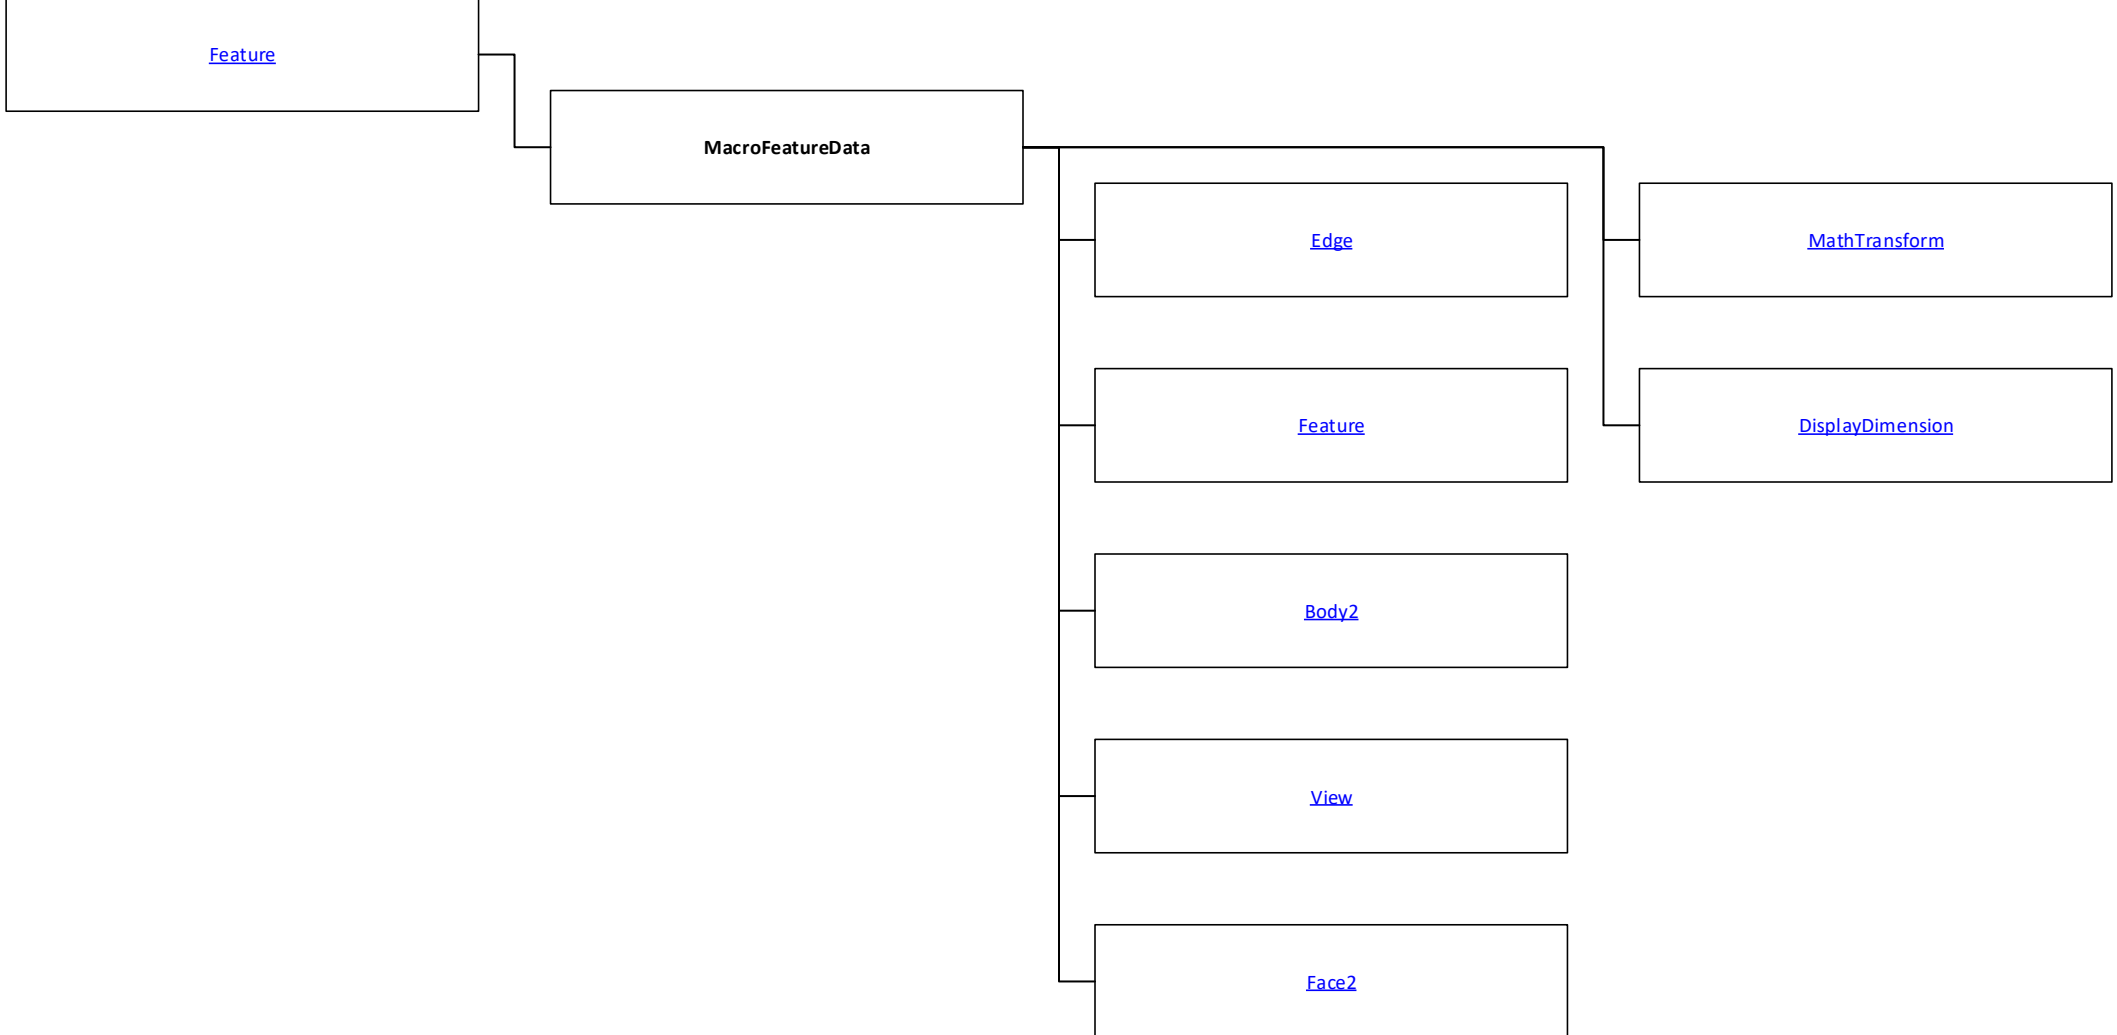 Feature
MacroFeatureData
Edge
MathTransform
Feature
DisplayDimension
Body2
View
Face2